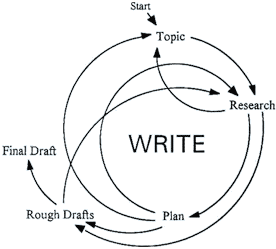 Start
Topic
Research
WRITE
Final Draft
Rough Drafts
Plan